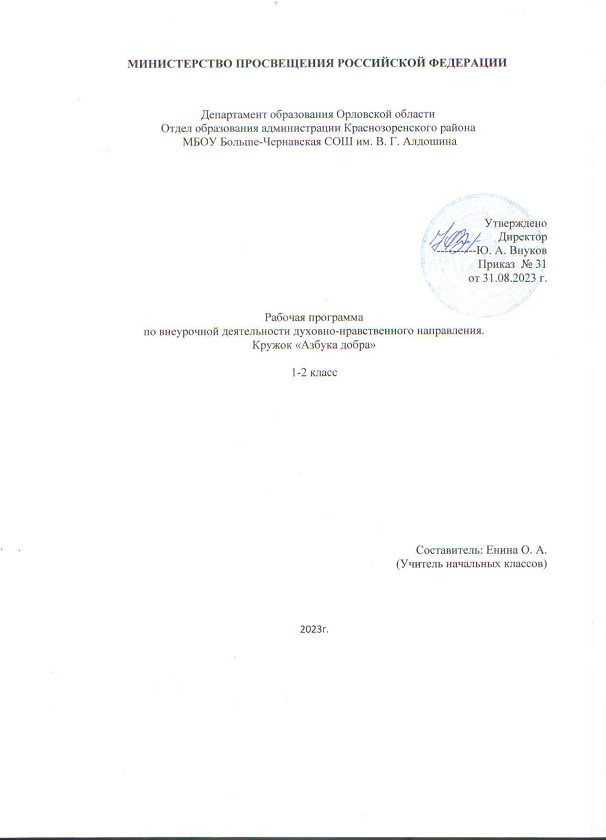 МИНИСТЕРСТВО ПРОСВЕЩЕНИЯ РОССИЙСКОЙ ФЕДЕРАЦИИ
Департамент образования Орловской области
Отдел образования администрации Краснозоренского района
МБОУ Больше-Чернавская СОШ им. В. Г. Алдошина
Утверждено
Директор
----------Ю. А. Внуков
Приказ № 31
от 31.08.2023 г.
Рабочая программа
по внеурочной деятельности духовно-нравственного направления.
Кружок «Азбука добра»
1-2 класс
Составитель: Енина О. А.
(Учитель начальных классов)
2023г.